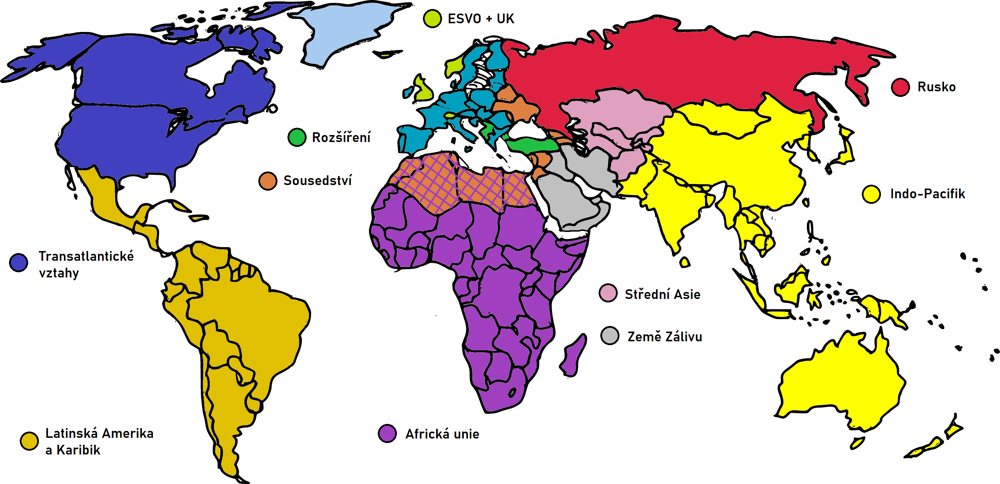 ESVO + UK
Rusko
Rozšíření
Sousedství
Indo-Pacifik
Transatlantické
vztahy
Střední Asie
Země Zálivu
Latinská Amerika
a Karibik
Africká unie